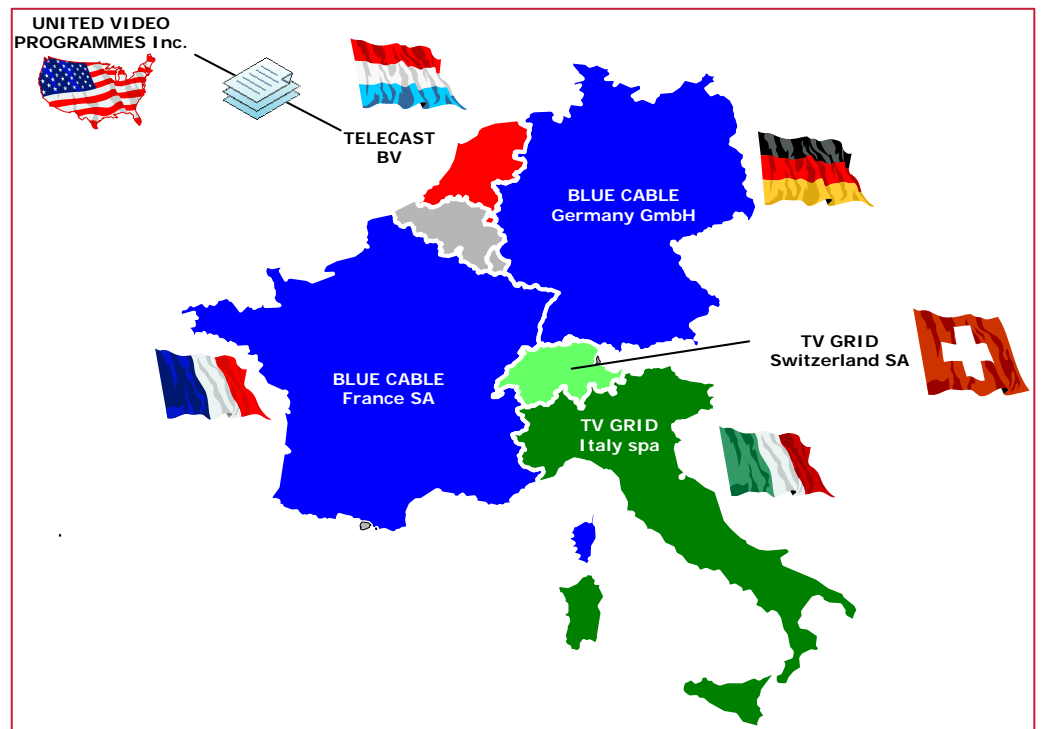 UNITED VIDEO
PROGRAMMES Inc.
TELECAST
BV
BLUE CABLE
Germany GmbH
TV GRID
Switzerland SA
BLUE CABLE
France SA
TV GRID
Italy spa